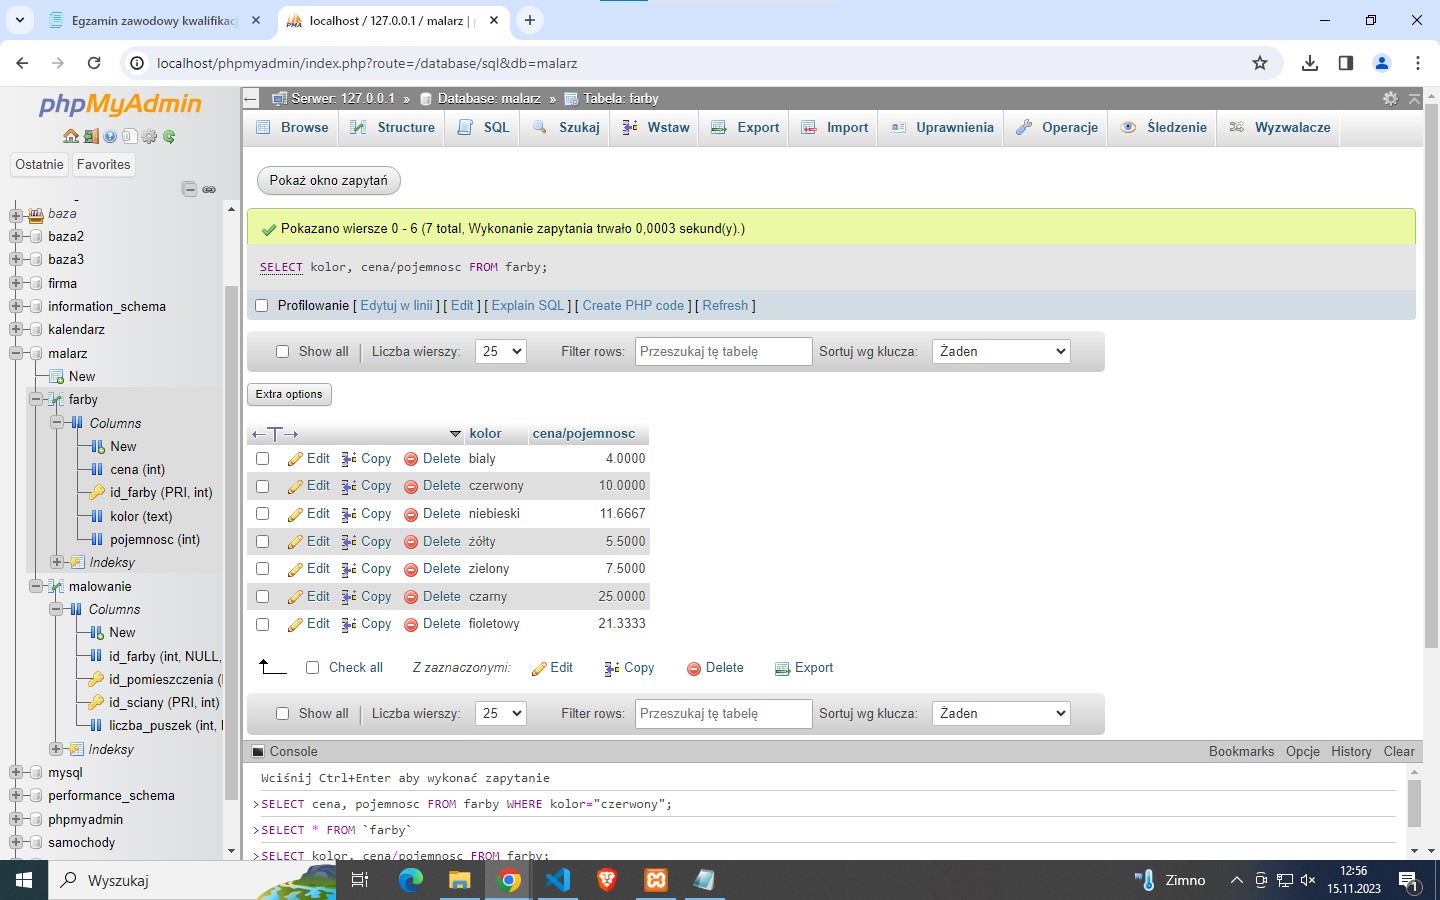 Egzamin zawodowy kwalifikac
localhost / 127.0.0.1 / malarz |
localhost/phpmyadmin/index.php?route=/database/sql&db=malarz
phpMyAdmin
Ostatnie Favorites
baza
baza2
baza3
firma
information_schema
kalendarz
malarz
New
farby
Columns
New
cena (int)
id_farby (PRI, int)
kolor (text)
pojemnosc (int)
Indeksy
malowanie
Columns
New
id_farby (int, NULL,
id_pomieszczenia (
id_sciany (PRI, int)
liczba_puszek (int,
Indeksy
mysql
performance_schema
phpmyadmin
samochody
Serwer: 127.0.0.1 » Database: malarz » Tabela: farby
Browse Structure SQL Szukaj Wstaw Export Import Uprawnienia Operacje Śledzenie Wyzwalacze
Pokaż okno zapytań
Pokazano wiersze 0 - 6 (7 total, Wykonanie zapytania trwało 0,0003 sekund(y).)
SELECT kolor, cena/pojemnosc FROM farby;
Profilowanie [ Edytuj w linii ] [ Edit ] [ Explain SQL ] [ Create PHP code ] [ Refresh ]
Show all | Liczba wierszy: 25 Filter rows: Przeszukaj tę tabelę Sortuj wg klucza: Żaden
Extra options
←T→ kolor cena/pojemnosc
Edit Copy Delete bialy 4.0000
Edit Copy Delete czerwony 10.0000
Edit Copy Delete niebieski 11.6667
Edit Copy Delete żółty 5.5000
Edit Copy Delete zielony 7.5000
Edit Copy Delete czarny 25.0000
Edit Copy Delete fioletowy 21.3333
Check all Z zaznaczonymi: Edit Copy Delete Export
Show all | Liczba wierszy: 25 Filter rows: Przeszukaj tę tabelę Sortuj wg klucza: Żaden
Console Bookmarks Opcje History Clear
Wciśnij Ctrl+Enter aby wykonać zapytanie
>SELECT cena, pojemnosc FROM farby WHERE kolor="czerwony";
>SELECT * FROM `farby`
>SELECT kolor, cena/pojemnosc FROM farby;
Wyszukaj
Zimno
12:56
15.11.2023
1